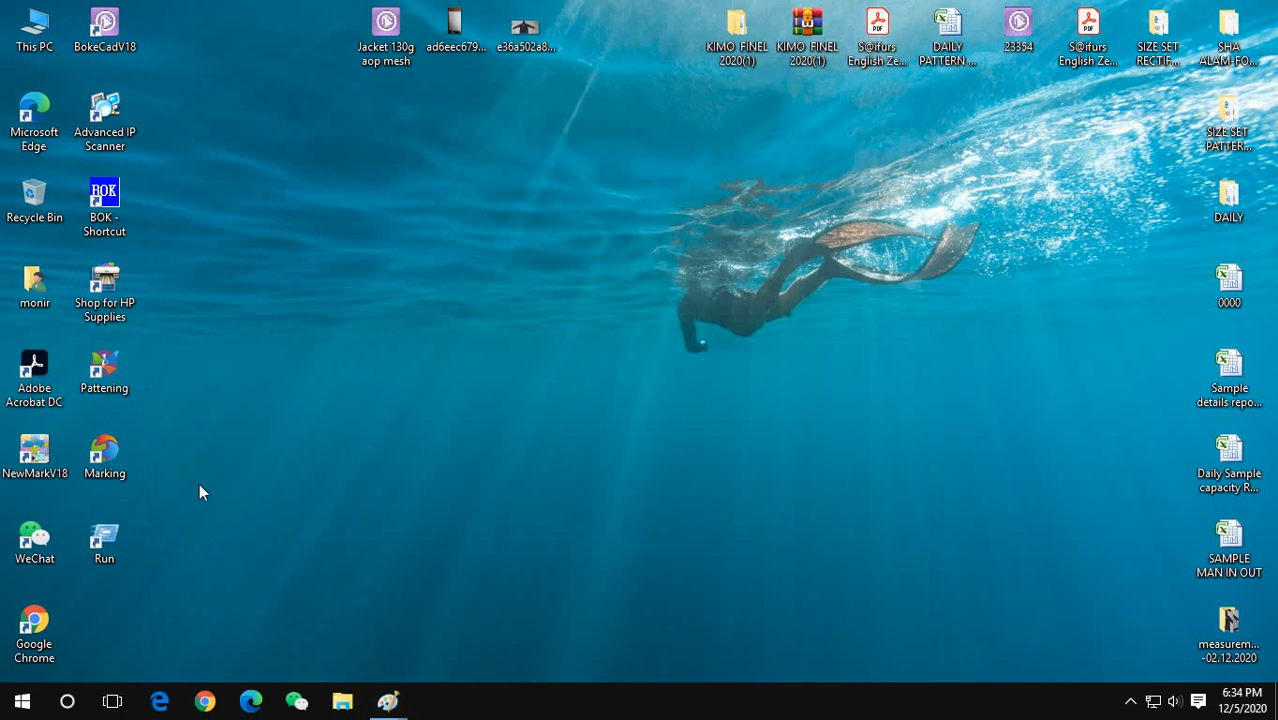 This PC
BokeCadV18
Jacket 130g
aop mesh
ad6eec679...
e36a502a8...
KIMO FINEL
2020(1)
KIMO FINEL
2020(1)
S@ifurs
English Ze...
DAILY
PATTERN ...
23354
S@ifurs
English Ze...
SIZE SET
RECTIF...
SHA
ALAM-FO...
Microsoft
Edge
Advanced IP
Scanner
SIZE SET
PATTER...
Recycle Bin
BOK
BOK -
Shortcut
DAILY
monir
Shop for HP
Supplies
0000
Adobe
Acrobat DC
Pattening
Sample
details repo...
NewMarkV18
Marking
Daily Sample
capacity R...
WeChat
Run
SAMPLE
MAN IN OUT
Google
Chrome
measurem...
-02.12.2020
6:34 PM
12/5/2020